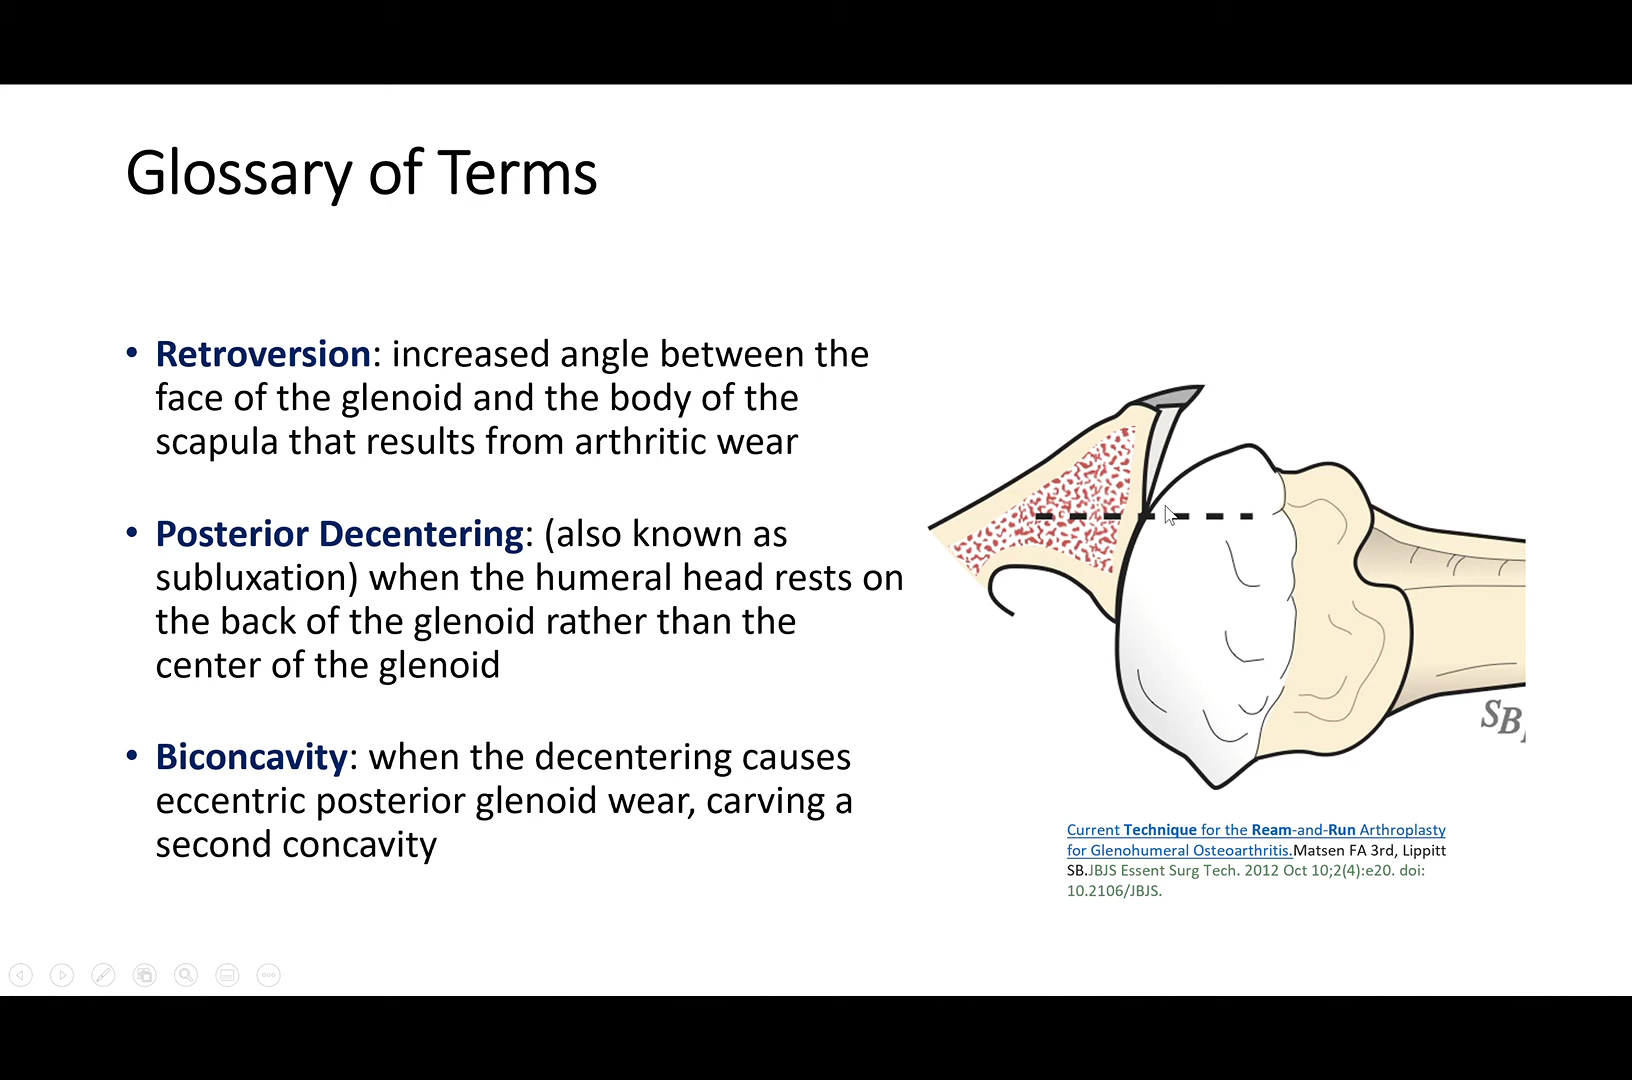 Glossary of Terms
• Retroversion: increased angle between the
face of the glenoid and the body of the
scapula that results from arthritic wear
• Posterior Decentering: (also known as
subluxation) when the humeral head rests on
the back of the glenoid rather than the
center of the glenoid
• Biconcavity: when the decentering causes
eccentric posterior glenoid wear, carving a
second concavity
SB
Current Technique for the Ream-and-Run Arthroplasty
for Glenohumeral Osteoarthritis.Matsen FA 3rd, Lippitt
SB.JBJS Essent Surg Tech. 2012 Oct 10;2(4):e20. doi:
10.2106/JBJS.